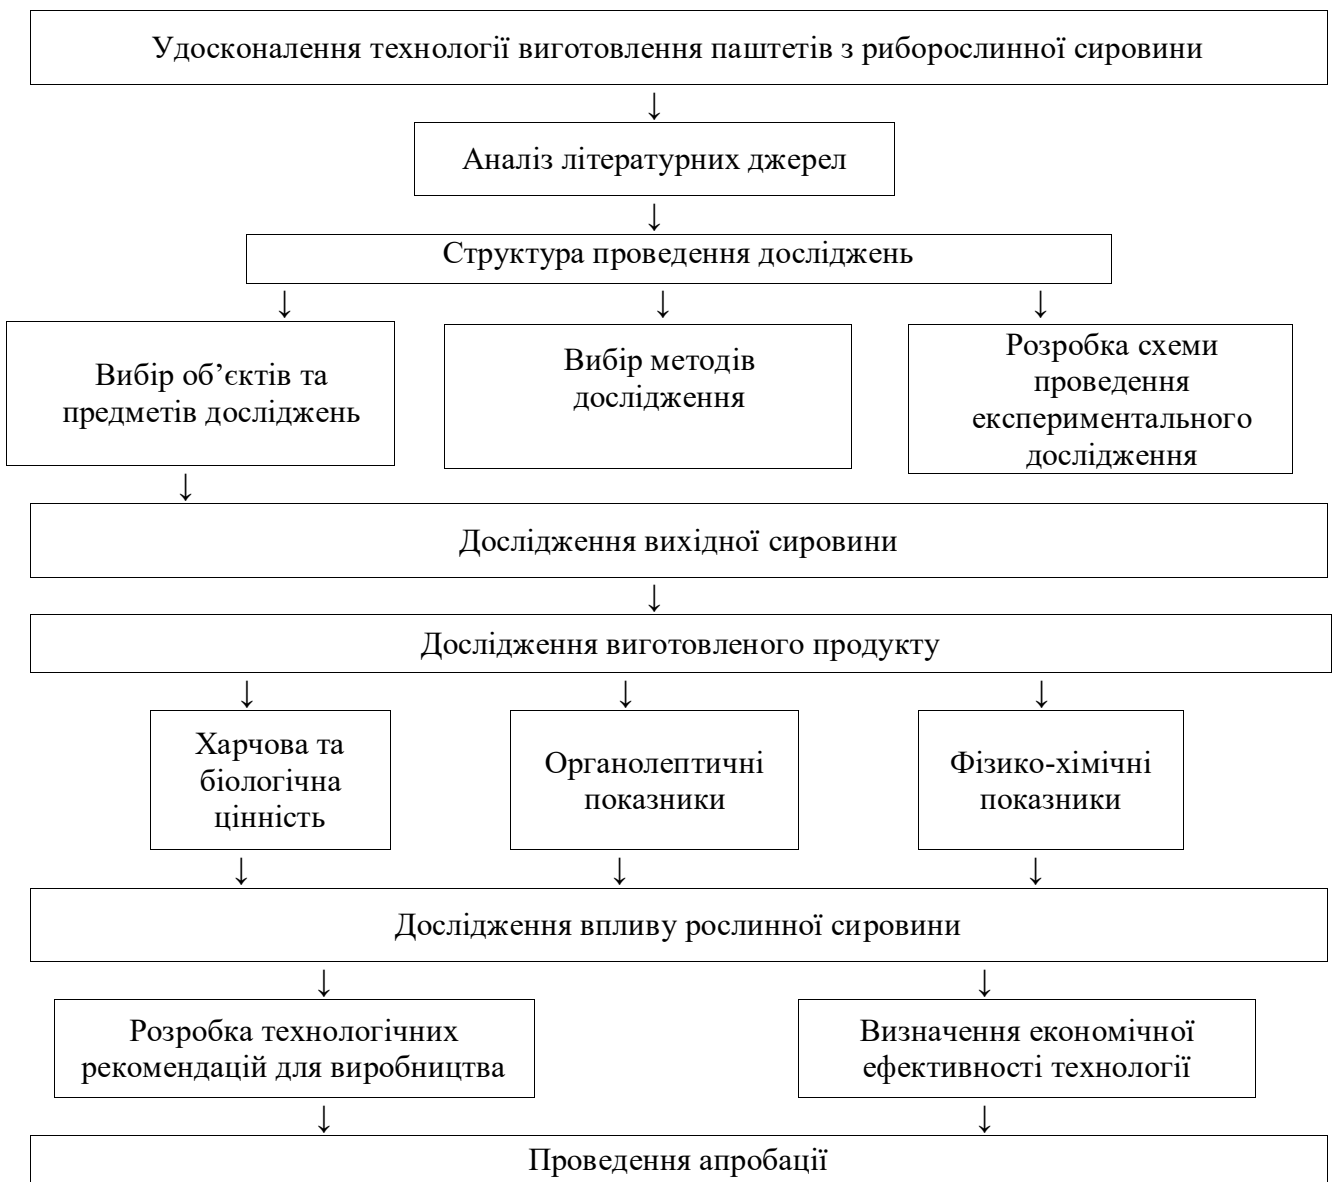 Удосконалення технології виготовлення паштетів з риборослинної сировини
↓
Аналіз літературних джерел
↓
Структура проведення досліджень
↓ ↓ ↓
Вибір об’єктів та
предметів досліджень
Вибір методів
дослідження
Розробка схеми
проведення
експериментального
дослідження
↓
Дослідження вихідної сировини
↓
Дослідження виготовленого продукту
↓ ↓ ↓
Харчова та
біологічна
цінність
Органолептичні
показники
Фізико-хімічні
показники
↓ ↓ ↓
Дослідження впливу рослинної сировини
↓ ↓
Розробка технологічних
рекомендацій для виробництва
Визначення економічної
ефективності технології
↓ ↓
Проведення апробації